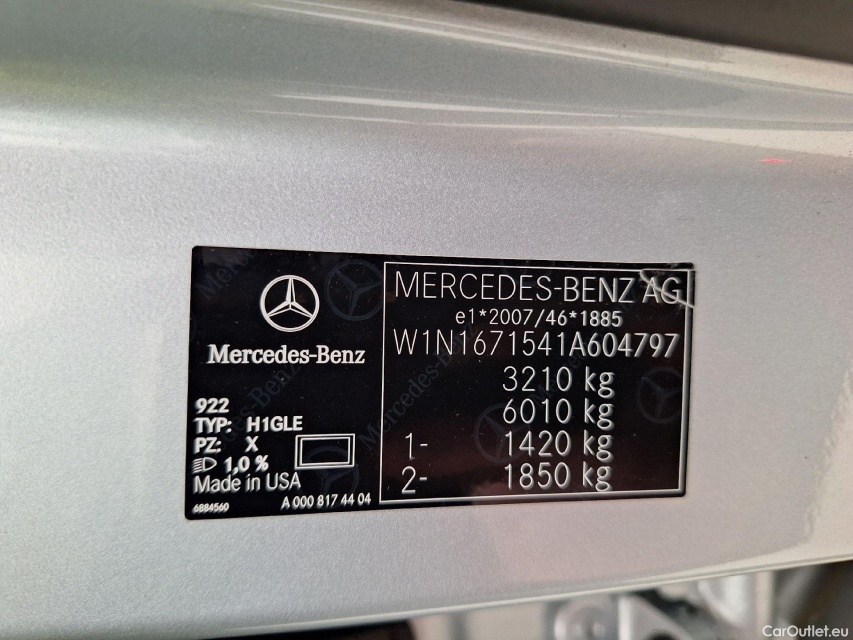 Mercedes-Benz
922
TYP: H1GLE
PZ: X
1,0 %
Made in USA
6884560
A 000 817 44 04
MERCEDES-BENZ AG
e1*2007/46*1885
W1N1671541A604797
3210 kg
6010 kg
1- 1420 kg
2- 1850 kg
CarOutlet.eu